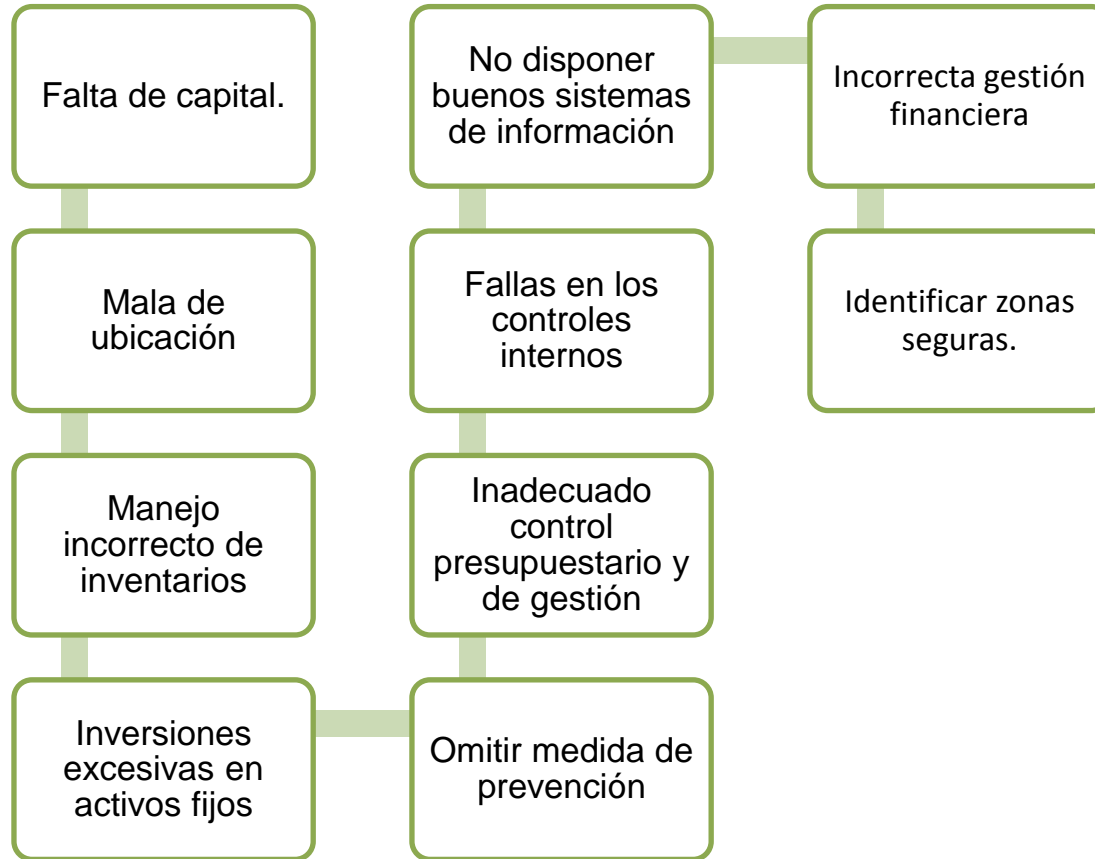 Falta de capital.
Mala de
ubicación
Manejo
incorrecto de
inventarios
Inversiones
excesivas en
activos fijos
Omitir medida de
prevención
Inadecuado
control
presupuestario y
de gestión
Fallas en los
controles
internos
No disponer
buenos sistemas
de información
Incorrecta gestión
financiera
Identificar zonas
seguras.